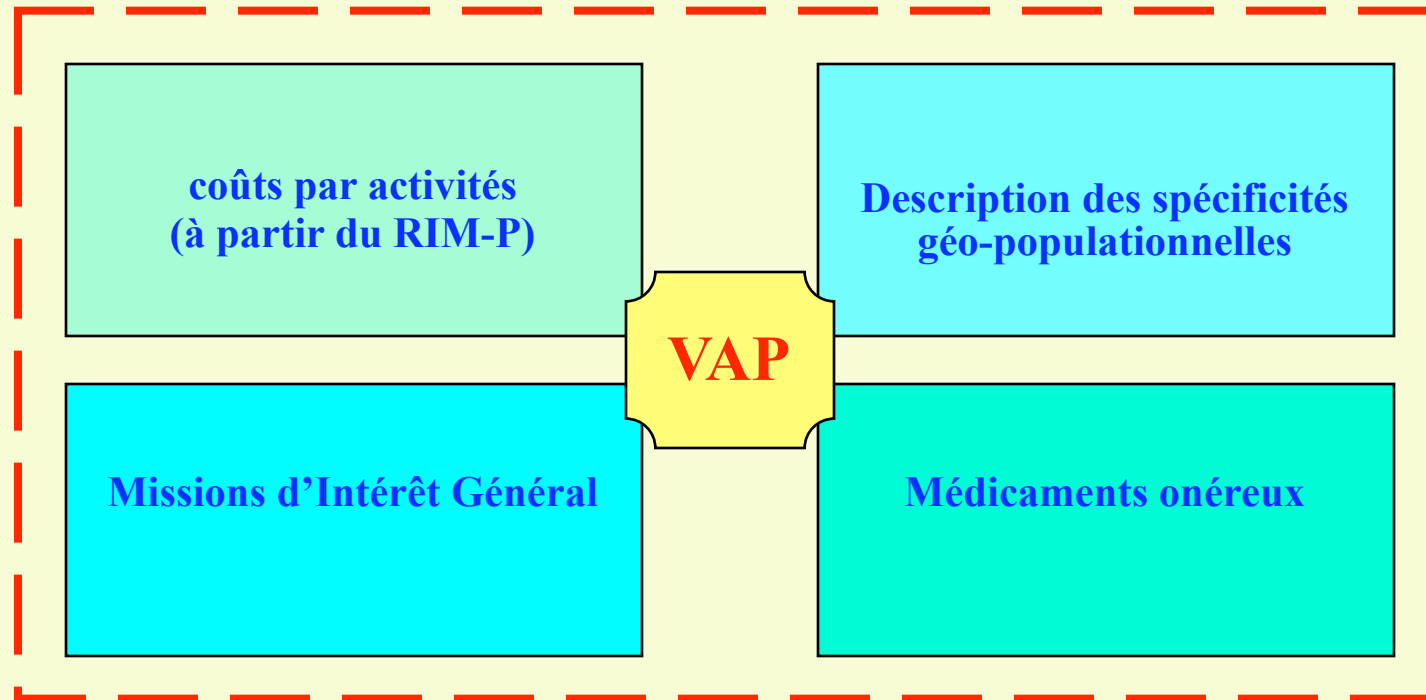 coûts par activités
(à partir du RIM-P)
Description des spécificités
géo-populationnelles
VAP
Missions d’Intérêt Général
Médicaments onéreux